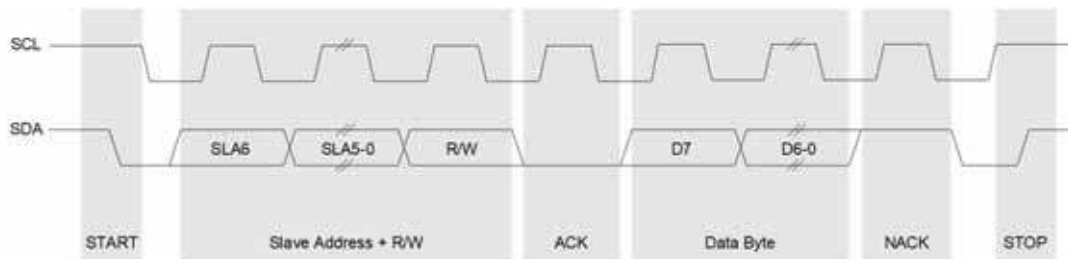 SCL
SDA
SLA6 SLA5-0 R/W D7 D6-0
START Slave Address + R/W ACK Data Byte NACK STOP